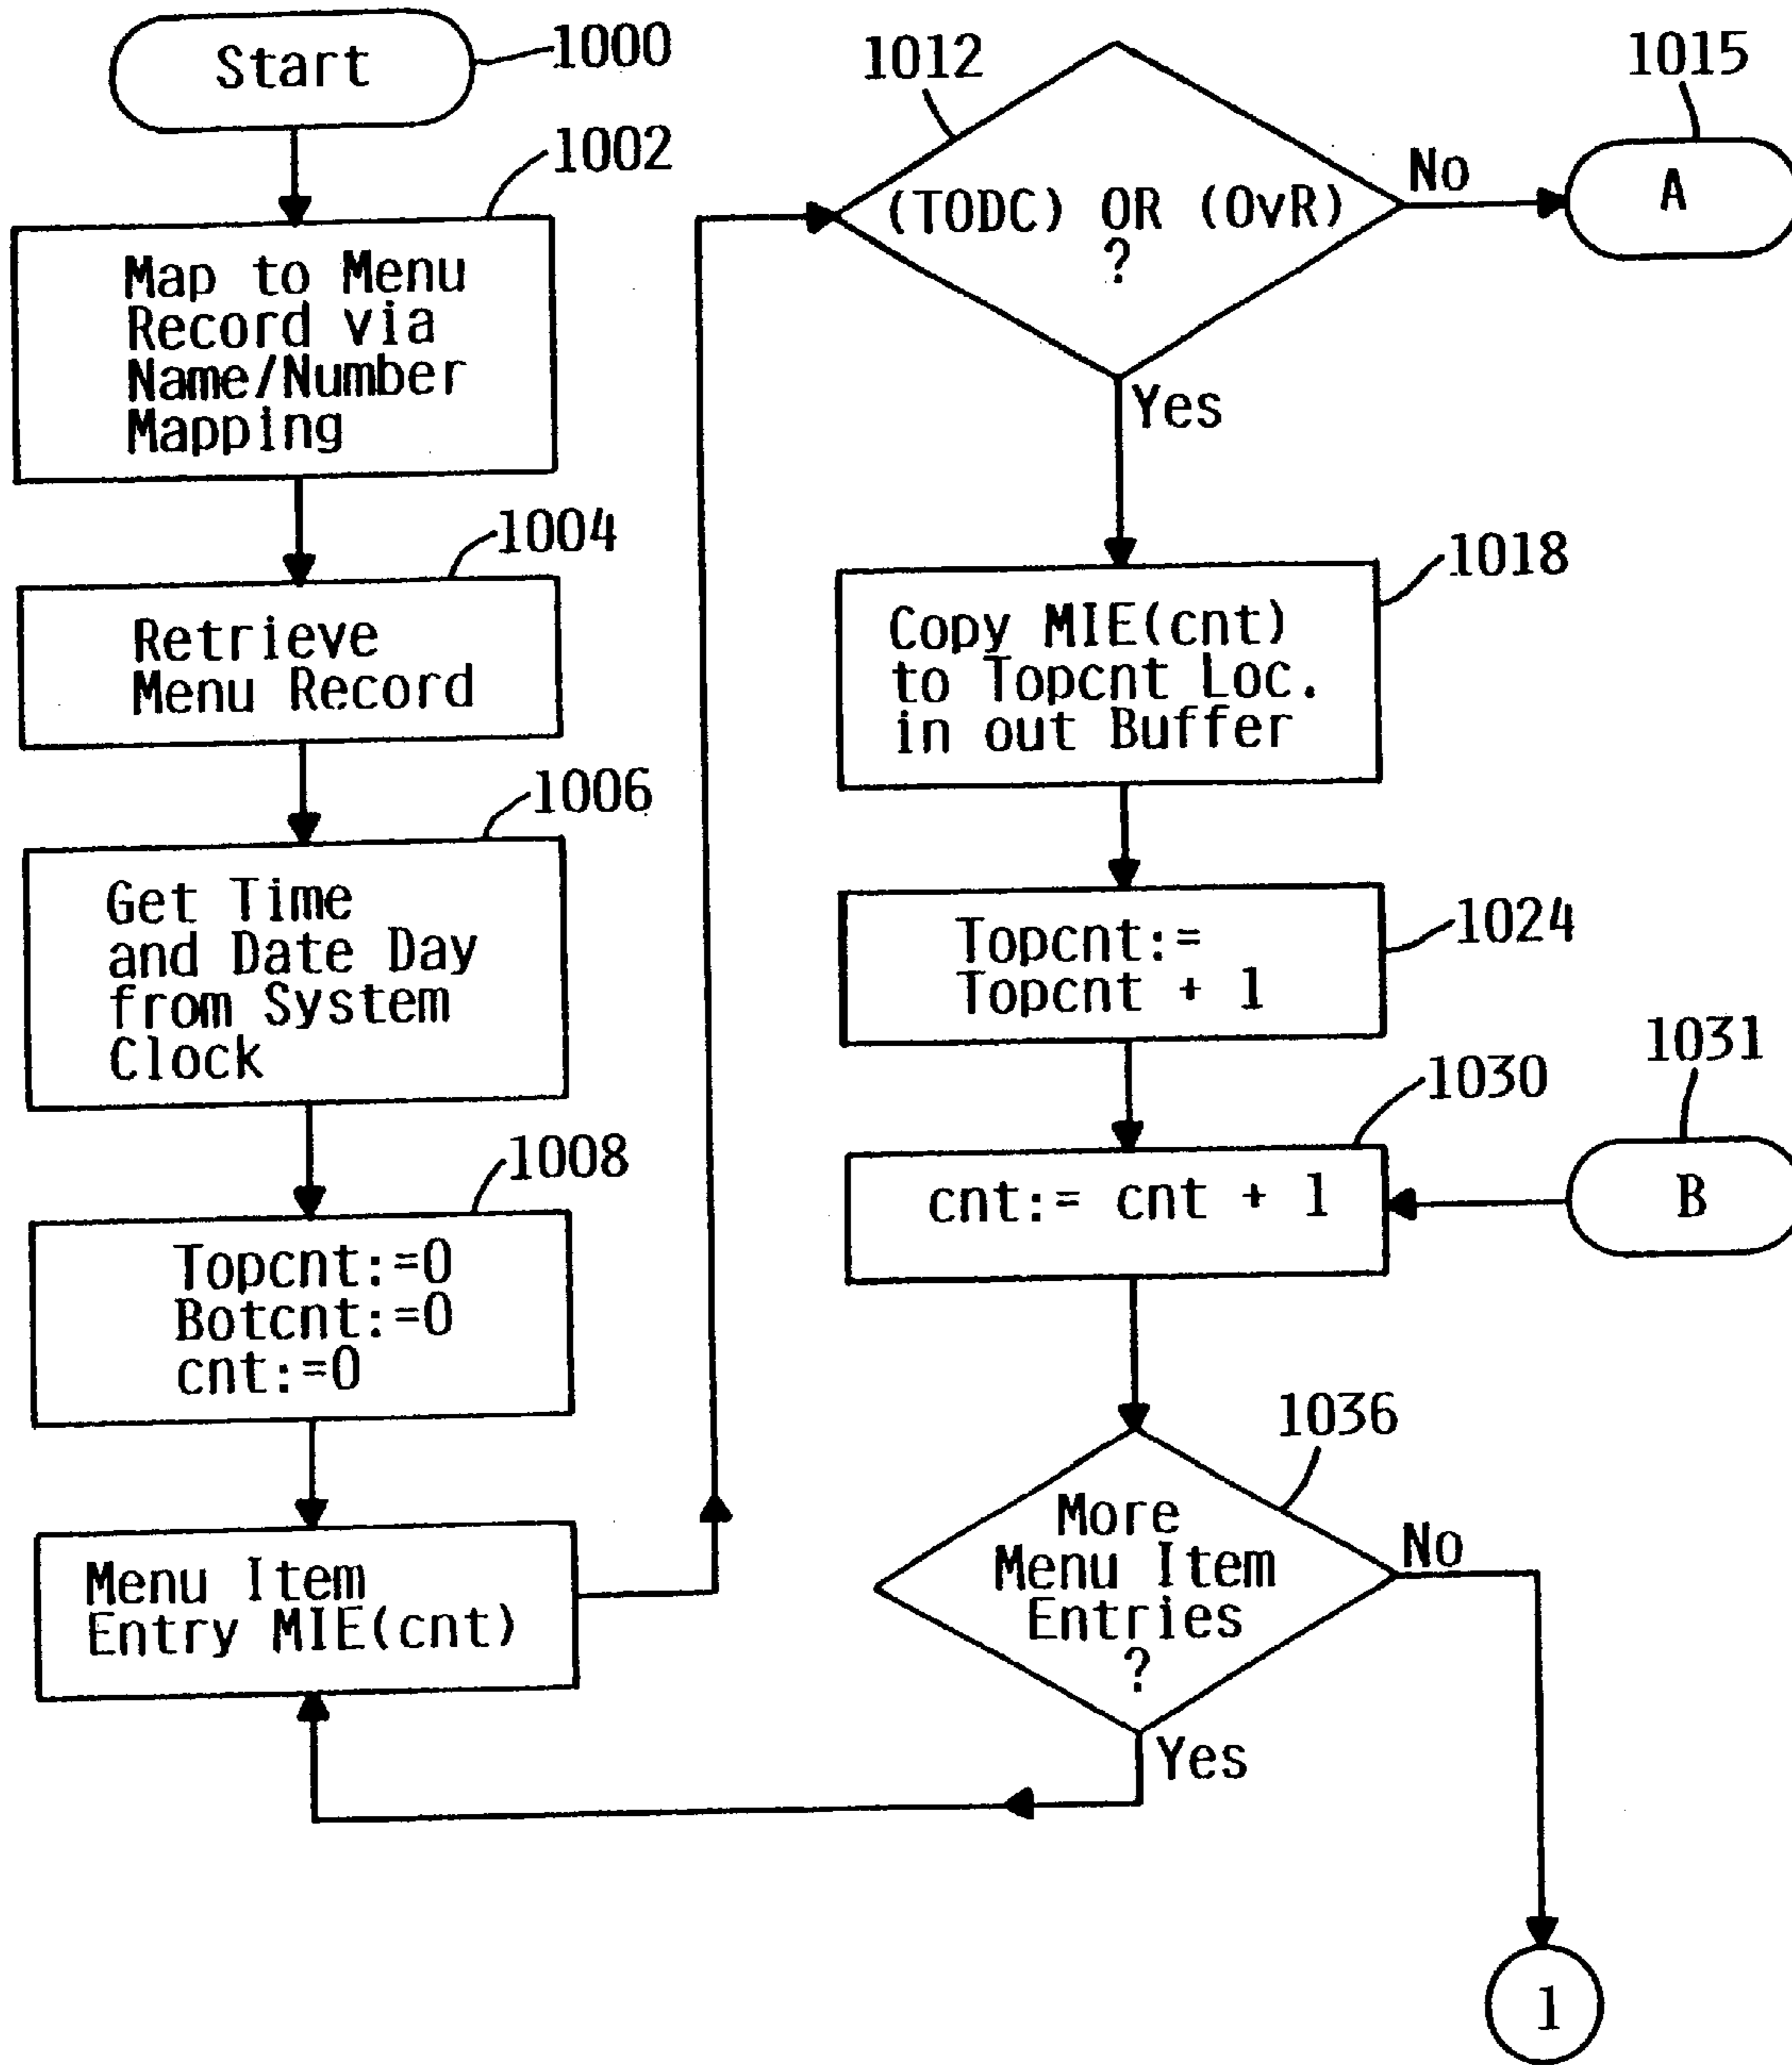 Start
1000
1002
Map to Menu
Record via
Name/Number
Mapping
1004
Retrieve
Menu Record
1006
Get Time
and Date Day
from System
Clock
1008
Topcnt:=0
Botcnt:=0
cnt:=0
Menu Item
Entry MIE(cnt)
1012
(TODC) OR (OvR)
?
No
1015
A
Yes
1018
Copy MIE(cnt)
to Topcnt Loc.
in out Buffer
1024
Topcnt:=
Topcnt + 1
1030
cnt:= cnt + 1
1031
B
1036
More
Menu Item
Entries
?
No
Yes
1